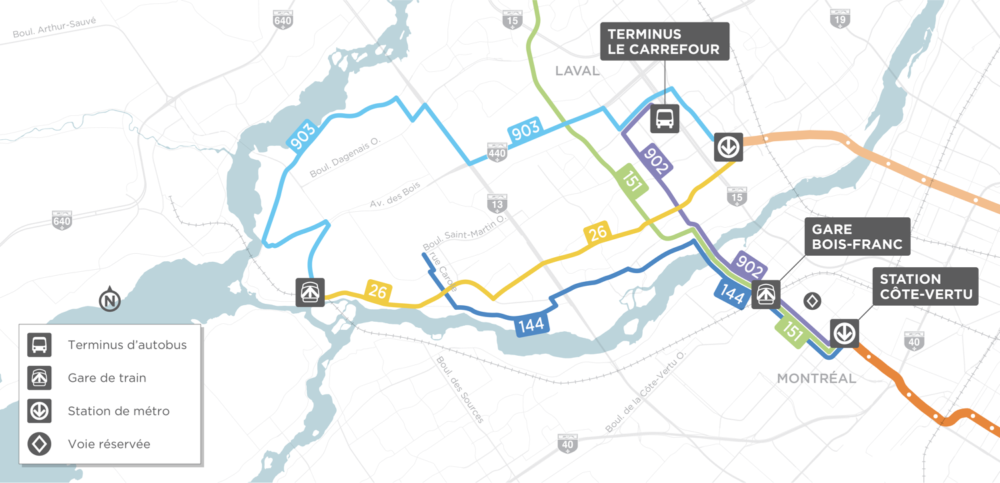 Boul. Arthur-Sauvé
640
15
19
TERMINUS
LE CARREFOUR
LAVAL
903
903
Boul. Dagenais O.
440
902
151
Av. des Bois
15
13
640
Boul. Saint-Martin O.
26
GARE
BOIS-FRANC
rue Carole
902
STATION
CÔTE-VERTU
26
144
N
144
151
40
Terminus d'autobus
Gare de train
Station de métro
Voie réservée
Boul. des Sources
Boul. de la Côte-Vertu O.
MONTRÉAL
40